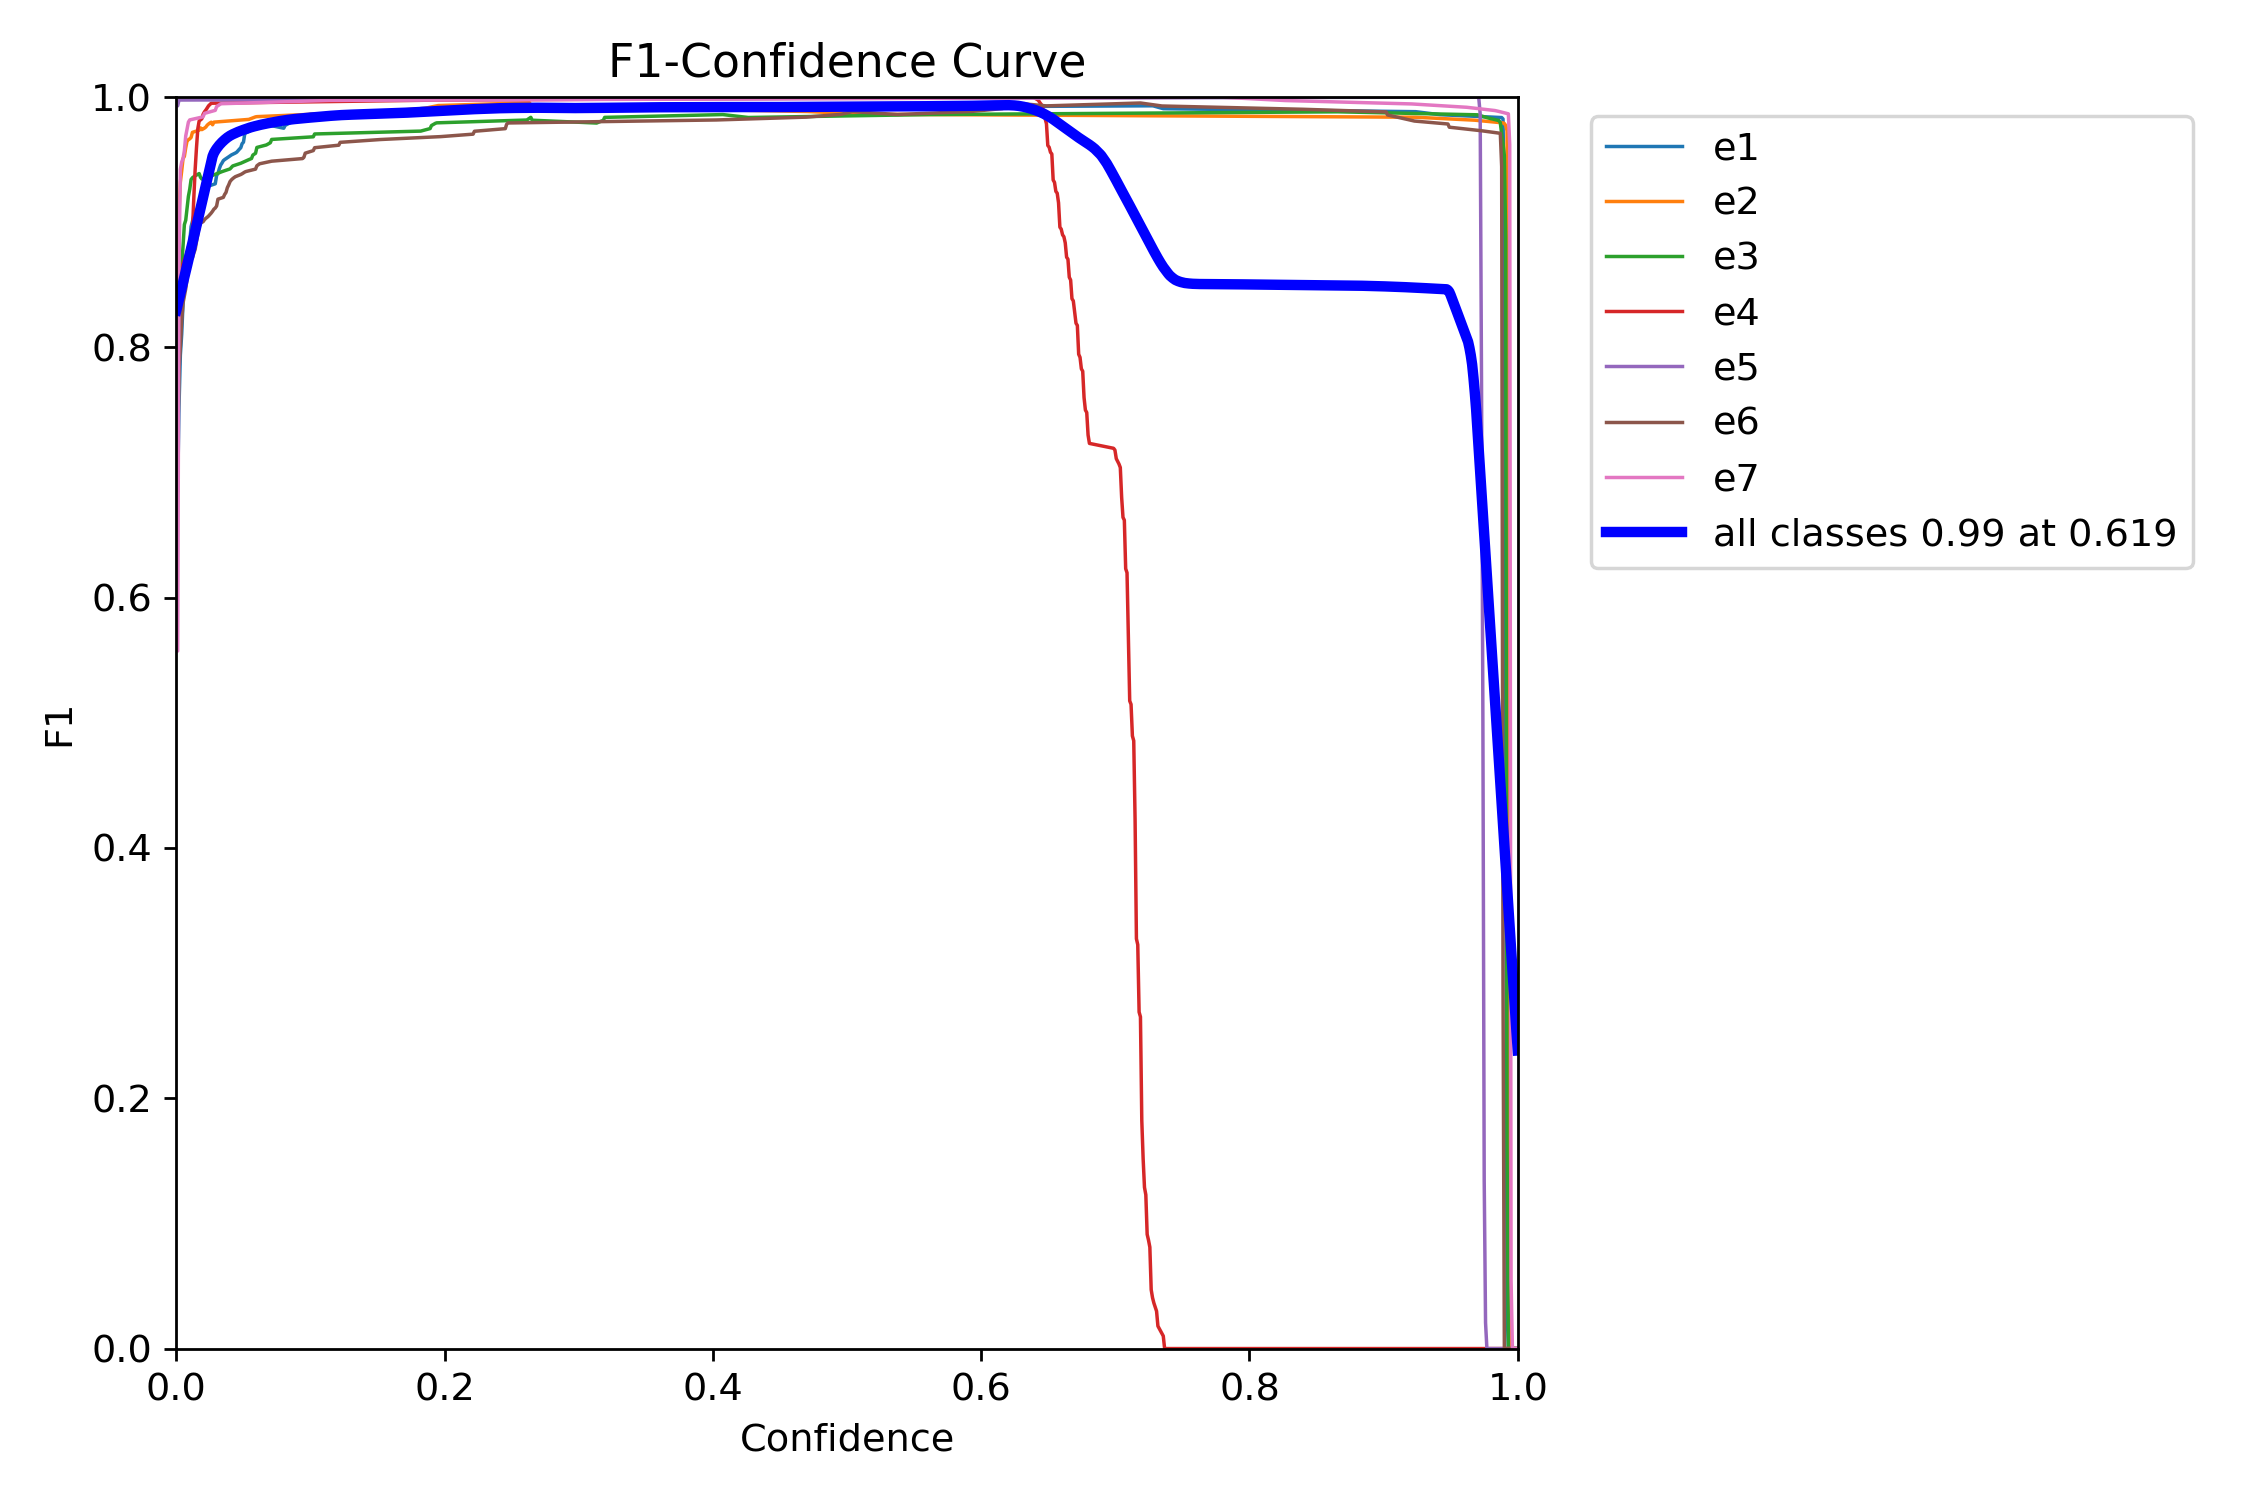 F1-Confidence Curve
1.0
0.8
0.6
0.4
0.2
0.0
F1
0.0 0.2 0.4 0.6 0.8 1.0
Confidence
e1
e2
e3
e4
e5
e6
e7
all classes 0.99 at 0.619